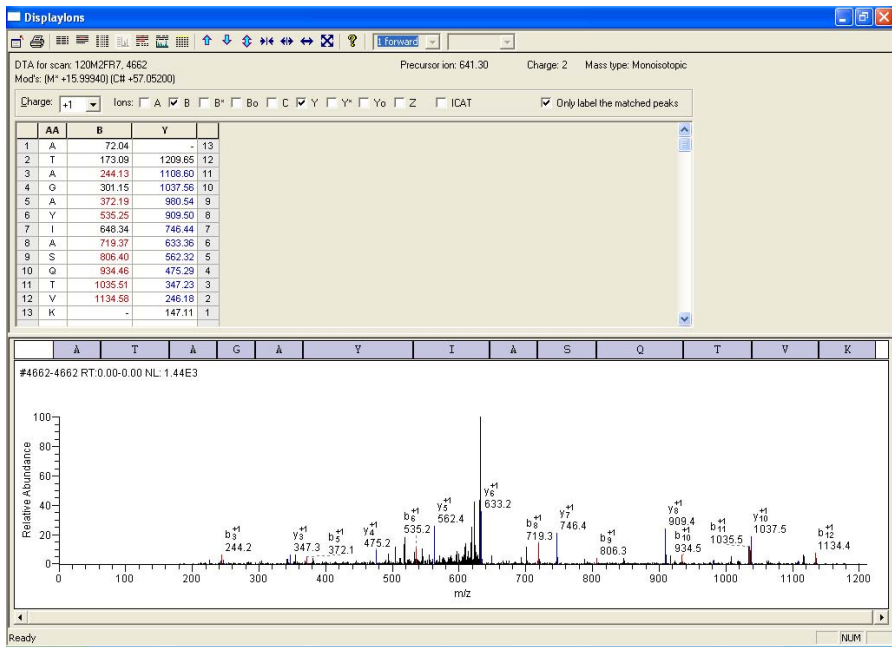 DisplayIons
1 forward
DTA for scan: 120M2FR7, 4662 Precursor ion: 641.30 Charge: 2 Mass type: Monoisotopic
Mod's: (M* +15.99940) (C# +57.05200)
Charge: +1 Ions: A B B* Bo C Y Y* Yo Z ICAT Only label the matched peaks
AA B Y
1 A 72.04 - 13
2 T 173.09 1209.65 12
3 A 244.13 1108.60 11
4 G 301.15 1037.56 10
5 A 372.19 980.54 9
6 Y 535.25 909.50 8
7 I 648.34 746.44 7
8 A 719.37 633.36 6
9 S 806.40 562.32 5
10 Q 934.46 475.29 4
11 T 1035.51 347.23 3
12 V 1134.58 246.18 2
13 K - 147.11 1
A T A G A Y I A S Q T V K
#4662-4662 RT:0.00-0.00 NL: 1.44E3
Relative Abundance
100
80
60
40
20
0
b3+1 244.2
y3+1 347.3
b5+1 372.1
y4+1 475.2
b6+1 535.2
y5+1 562.4
y6+1 633.2
b8+1 719.3
y7+1 746.4
b9+1 806.3
y8+1 909.4
b10+1 934.5
b11+1 1035.5
y10+1 1037.5
b12+1 1134.4
0 100 200 300 400 500 600 700 800 900 1000 1100 1200
m/z
Ready NUM